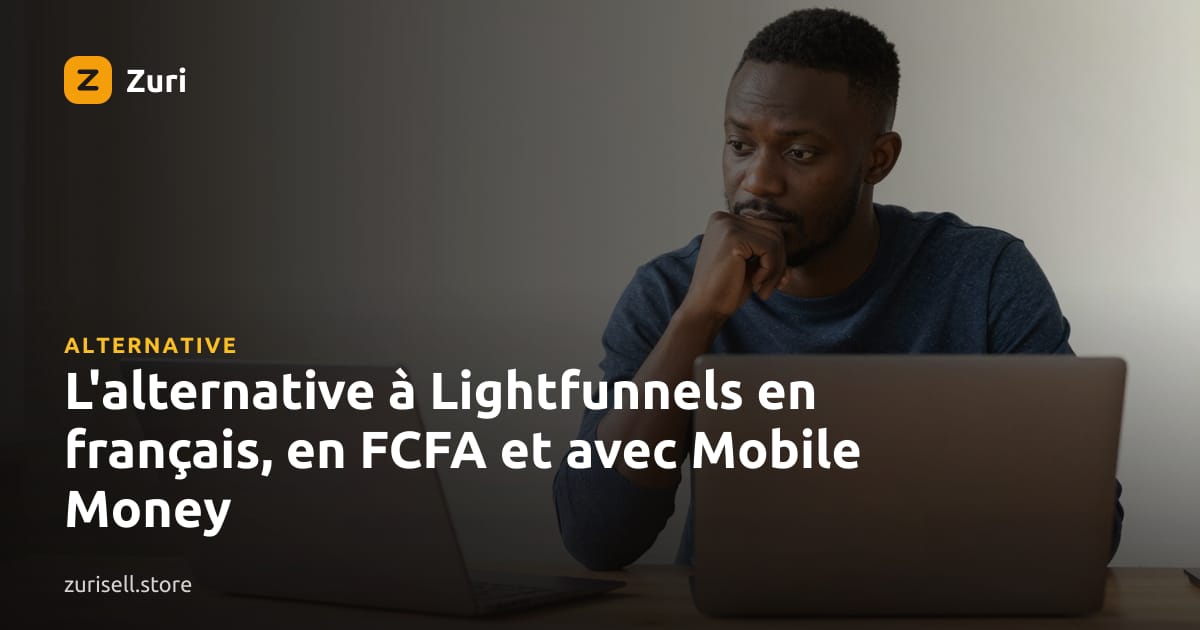 Z Zuri
ALTERNATIVE
L'alternative à Lightfunnels en
français, en FCFA et avec Mobile
Money
zurisell.store